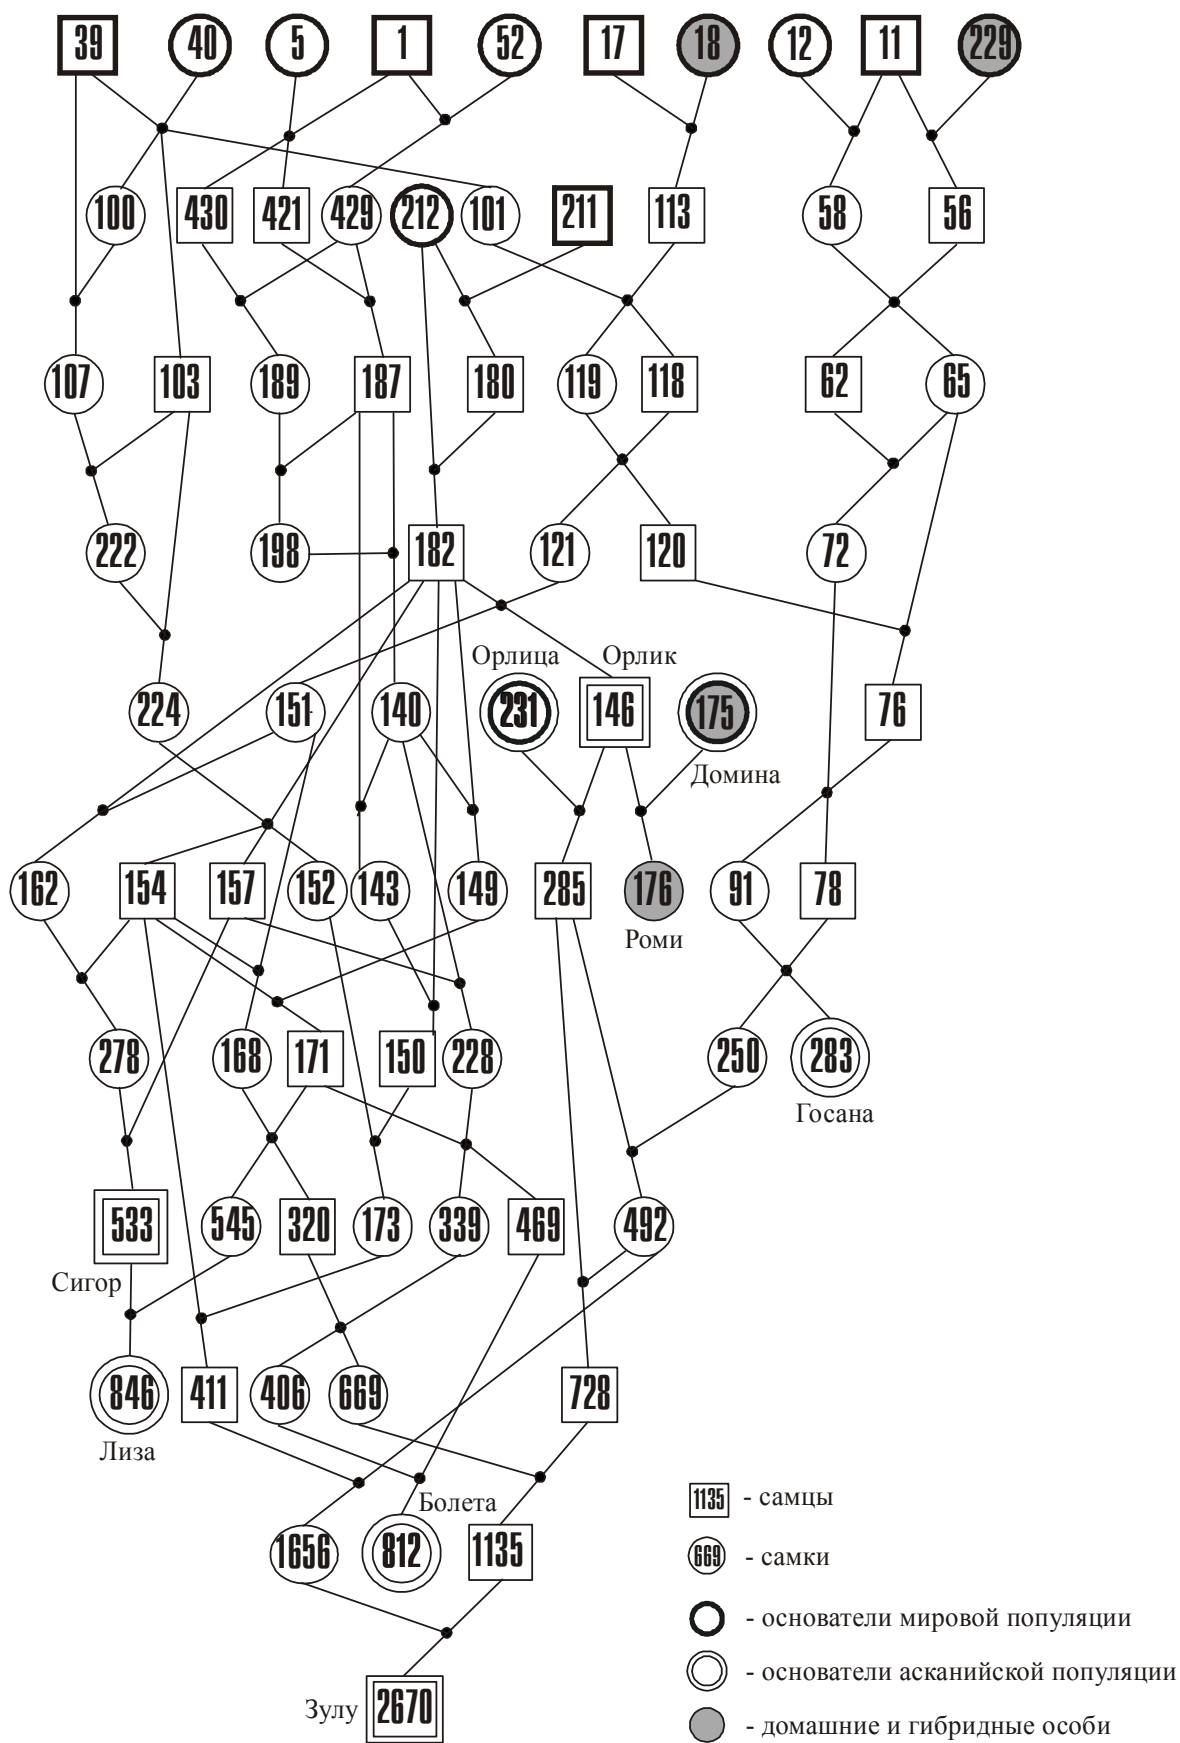 39 40 5 1 52 17 18 12 11 229
100 430 421 429 212 101 211 113 58 56
107 103 189 187 180 119 118 62 65
222 198 182 121 120 72
Орлица Орлик
224 151 140 231 146 175 76
Домина
162 154 157 152 143 149 285 176 91 78
Роми
278 168 171 150 228 250 283
Госана
533 545 320 173 339 469 492
Сигор
846 411 406 669 728
Лиза
1135 - самцы
Болета
1656 812 1135
669 - самки
- основатели мировой популяции
- основатели асканийской популяции
Зулу 2670
- домашние и гибридные особи